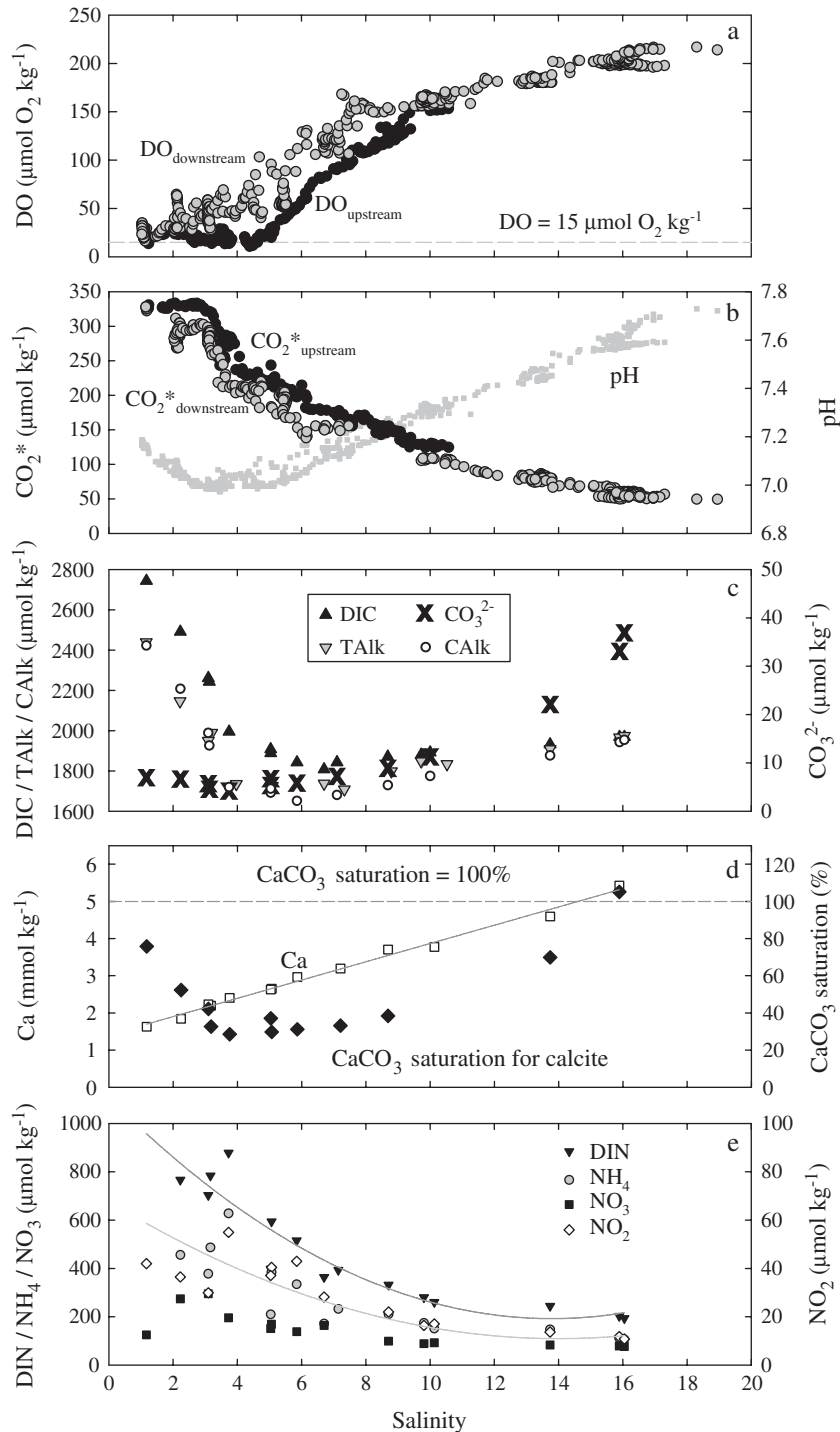 a
DO (μmol O2 kg-1)
250
200
150
100
50
0
DOdownstream
DOupstream
DO = 15 μmol O2 kg-1
b
CO2* (μmol kg-1)
350
300
250
200
150
100
50
0
CO2*upstream
CO2*downstream
pH
7.8
7.6
7.4
7.2
7.0
6.8
pH
c
DIC / TAlk / CAlk (μmol kg-1)
2800
2600
2400
2200
2000
1800
1600
DIC
CO32-
TAlk
CAlk
50
40
30
20
10
0
CO32- (μmol kg-1)
d
Ca (mmol kg-1)
6
5
4
3
2
1
0
CaCO3 saturation = 100%
Ca
CaCO3 saturation for calcite
120
100
80
60
40
20
0
CaCO3 saturation (%)
e
DIN / NH4 / NO3 (μmol kg-1)
1000
800
600
400
200
0
DIN
NH4
NO3
NO2
100
80
60
40
20
0
NO2 (μmol kg-1)
0 2 4 6 8 10 12 14 16 18 20
Salinity